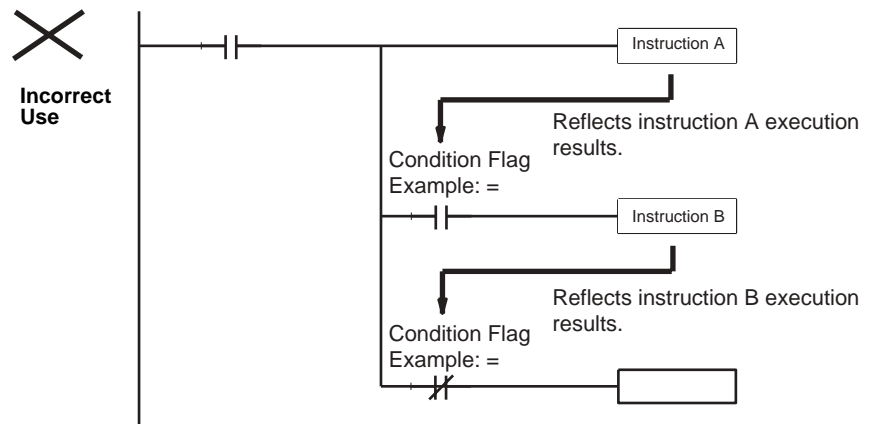 Incorrect
Use
Instruction A
Reflects instruction A execution
results.
Condition Flag
Example: =
Instruction B
Reflects instruction B execution
results.
Condition Flag
Example: =